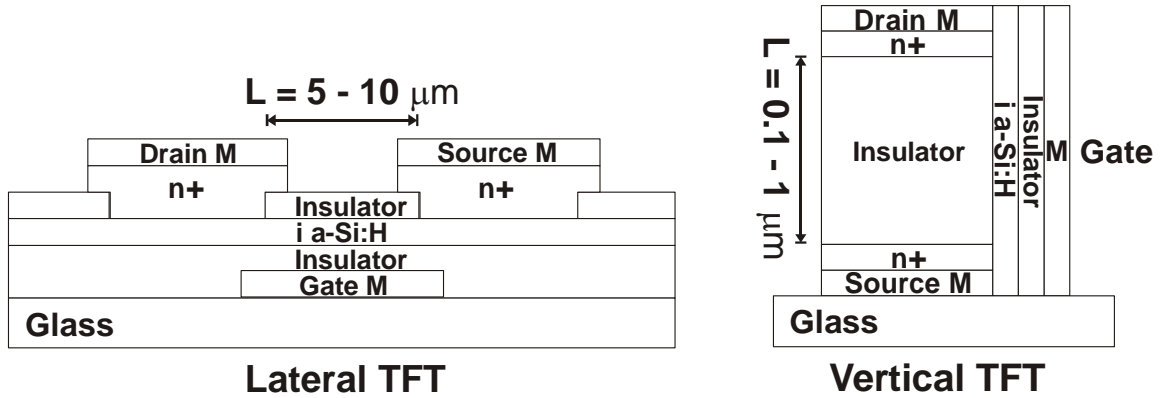 L = 5 - 10 μm
Drain M
Source M
n+
n+
Insulator
i a-Si:H
Insulator
Gate M
Glass
Lateral TFT
Drain M
n+
L = 0.1 - 1 μm
Insulator
i a-Si:H
Insulator
M
Gate
n+
Source M
Glass
Vertical TFT